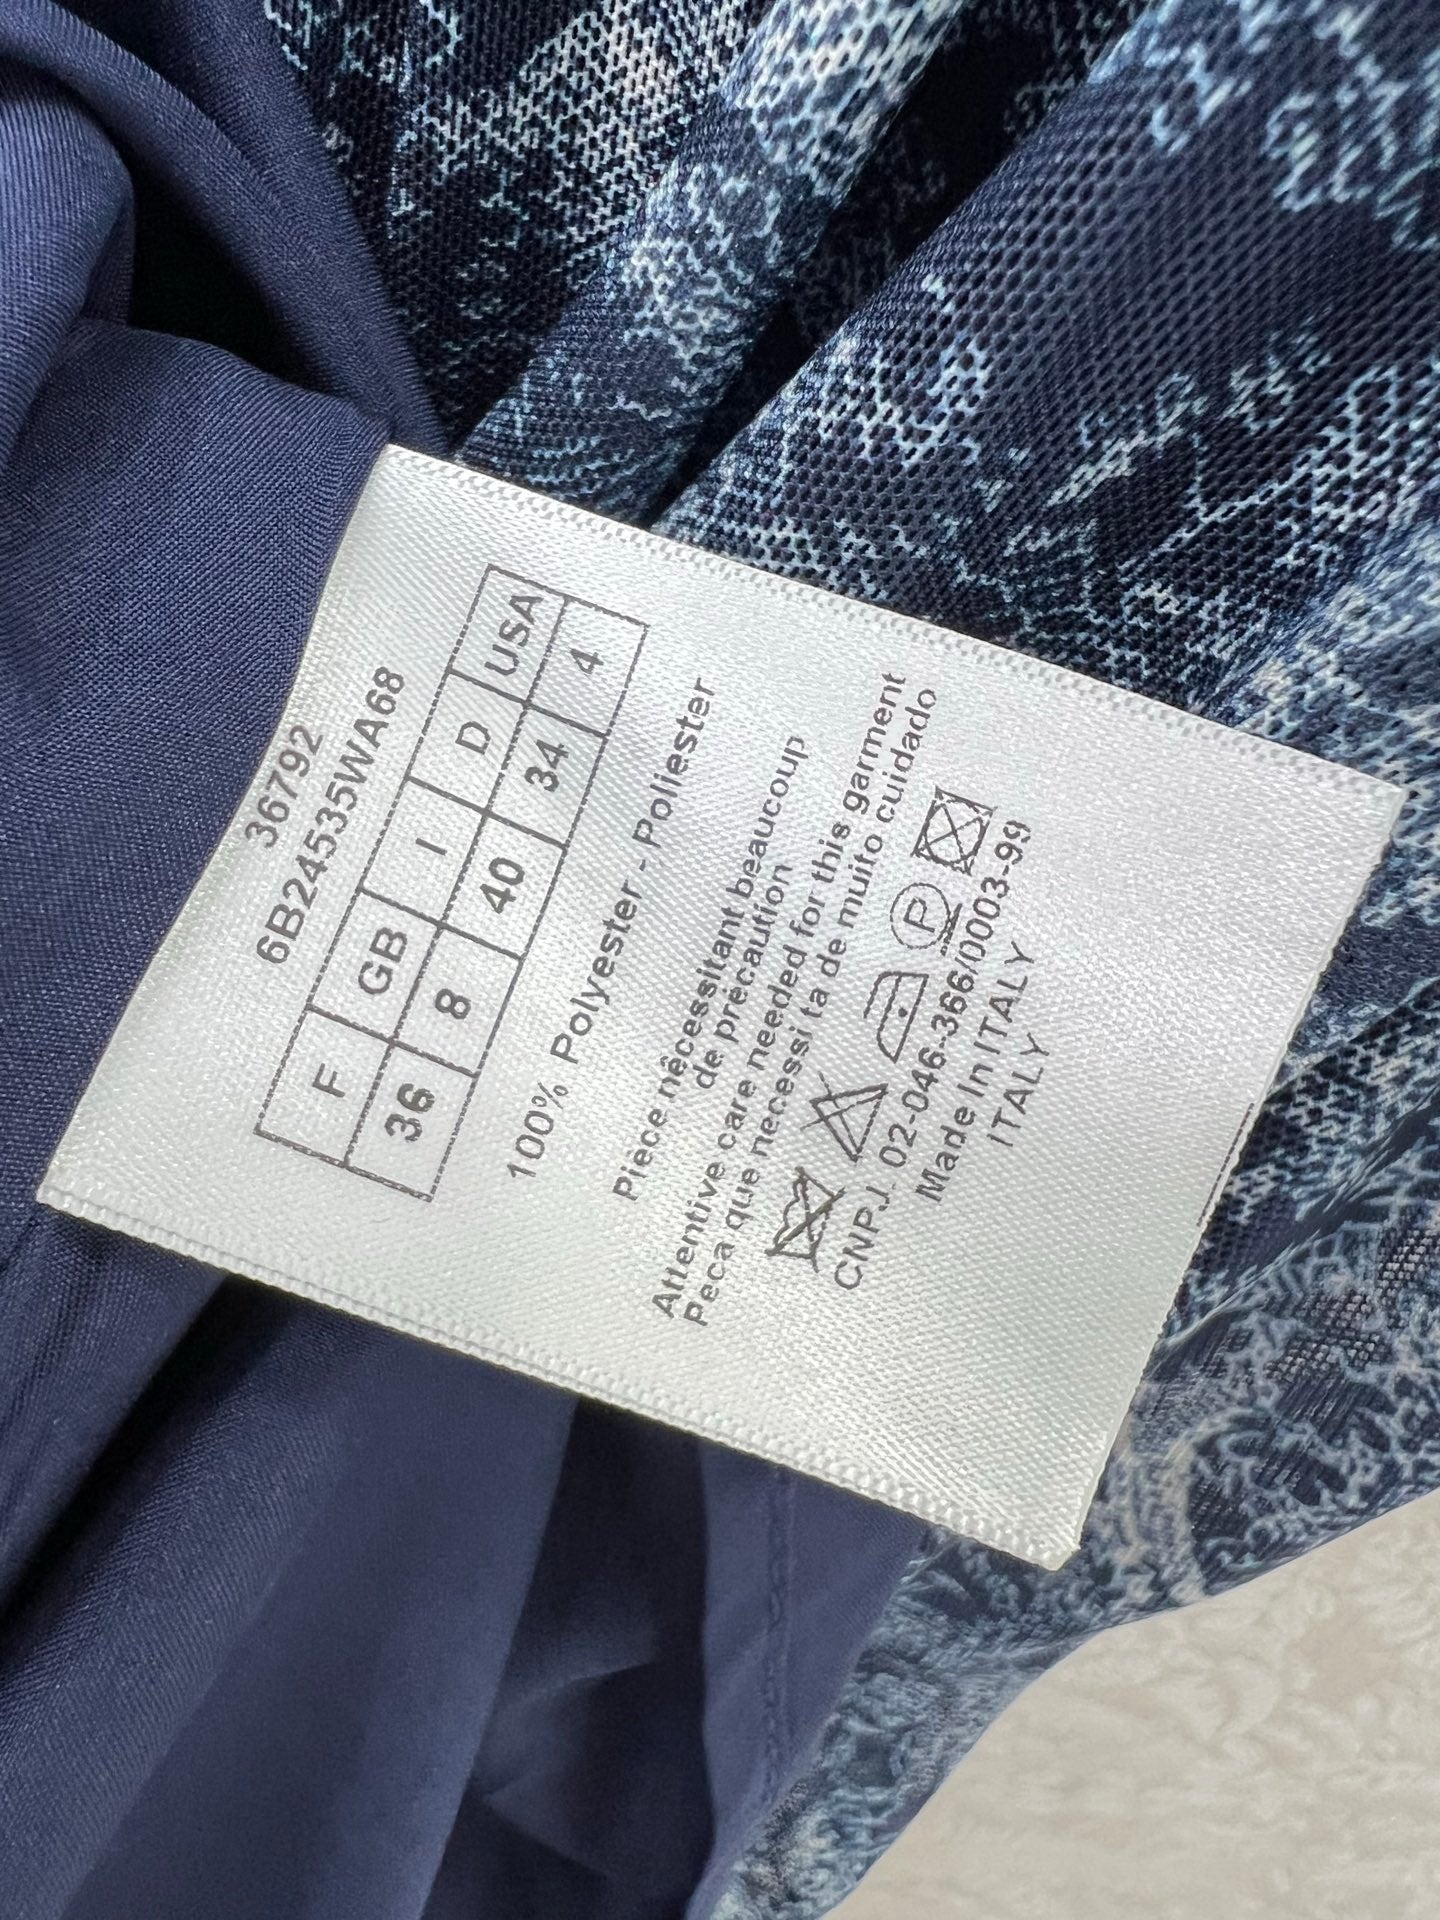 36792
6B24535WA68
F GB I D USA
36 8 40 34 4
100% Polyester - Poliester
Piece nêcessitant beaucoup
de précaution
Attentive care needed for this garment
Peca que necessi ta de muito cuidado
P
CNPJ. 02-046-366/0003-99
Made In ITALY
ITALY